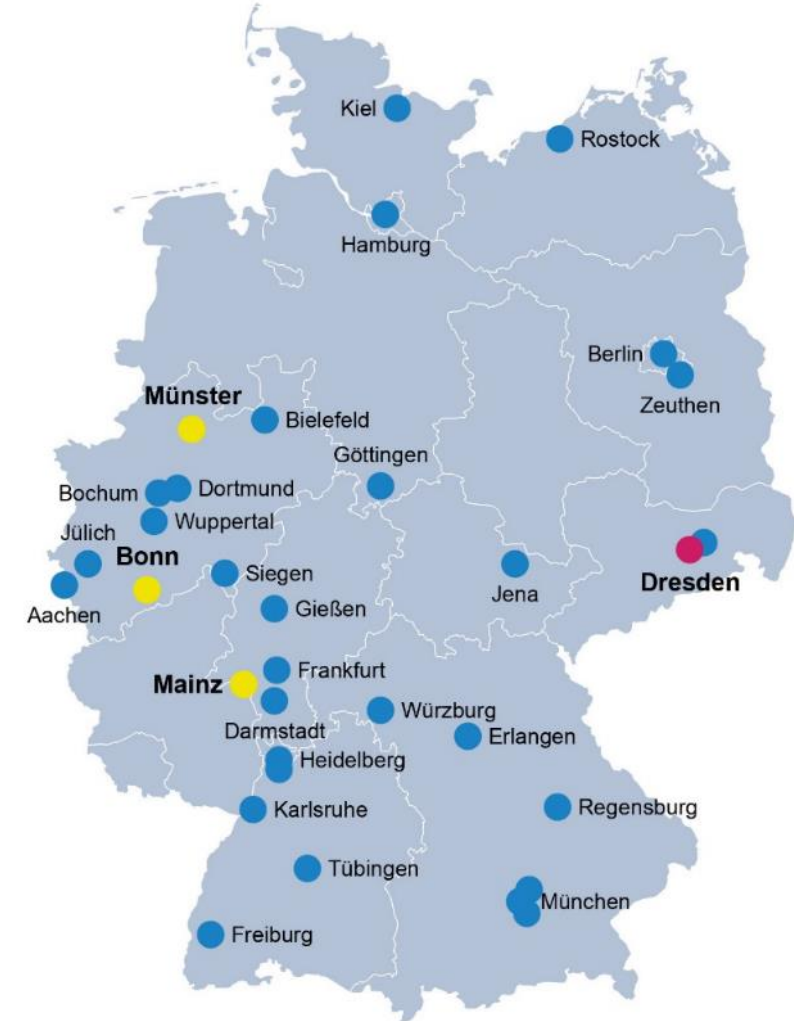 Kiel
Rostock
Hamburg
Berlin
Zeuthen
Münster
Bielefeld
Göttingen
Bochum
Dortmund
Wuppertal
Jülich
Bonn
Siegen
Aachen
Gießen
Jena
Dresden
Mainz
Frankfurt
Darmstadt
Würzburg
Erlangen
Heidelberg
Karlsruhe
Regensburg
Tübingen
München
Freiburg